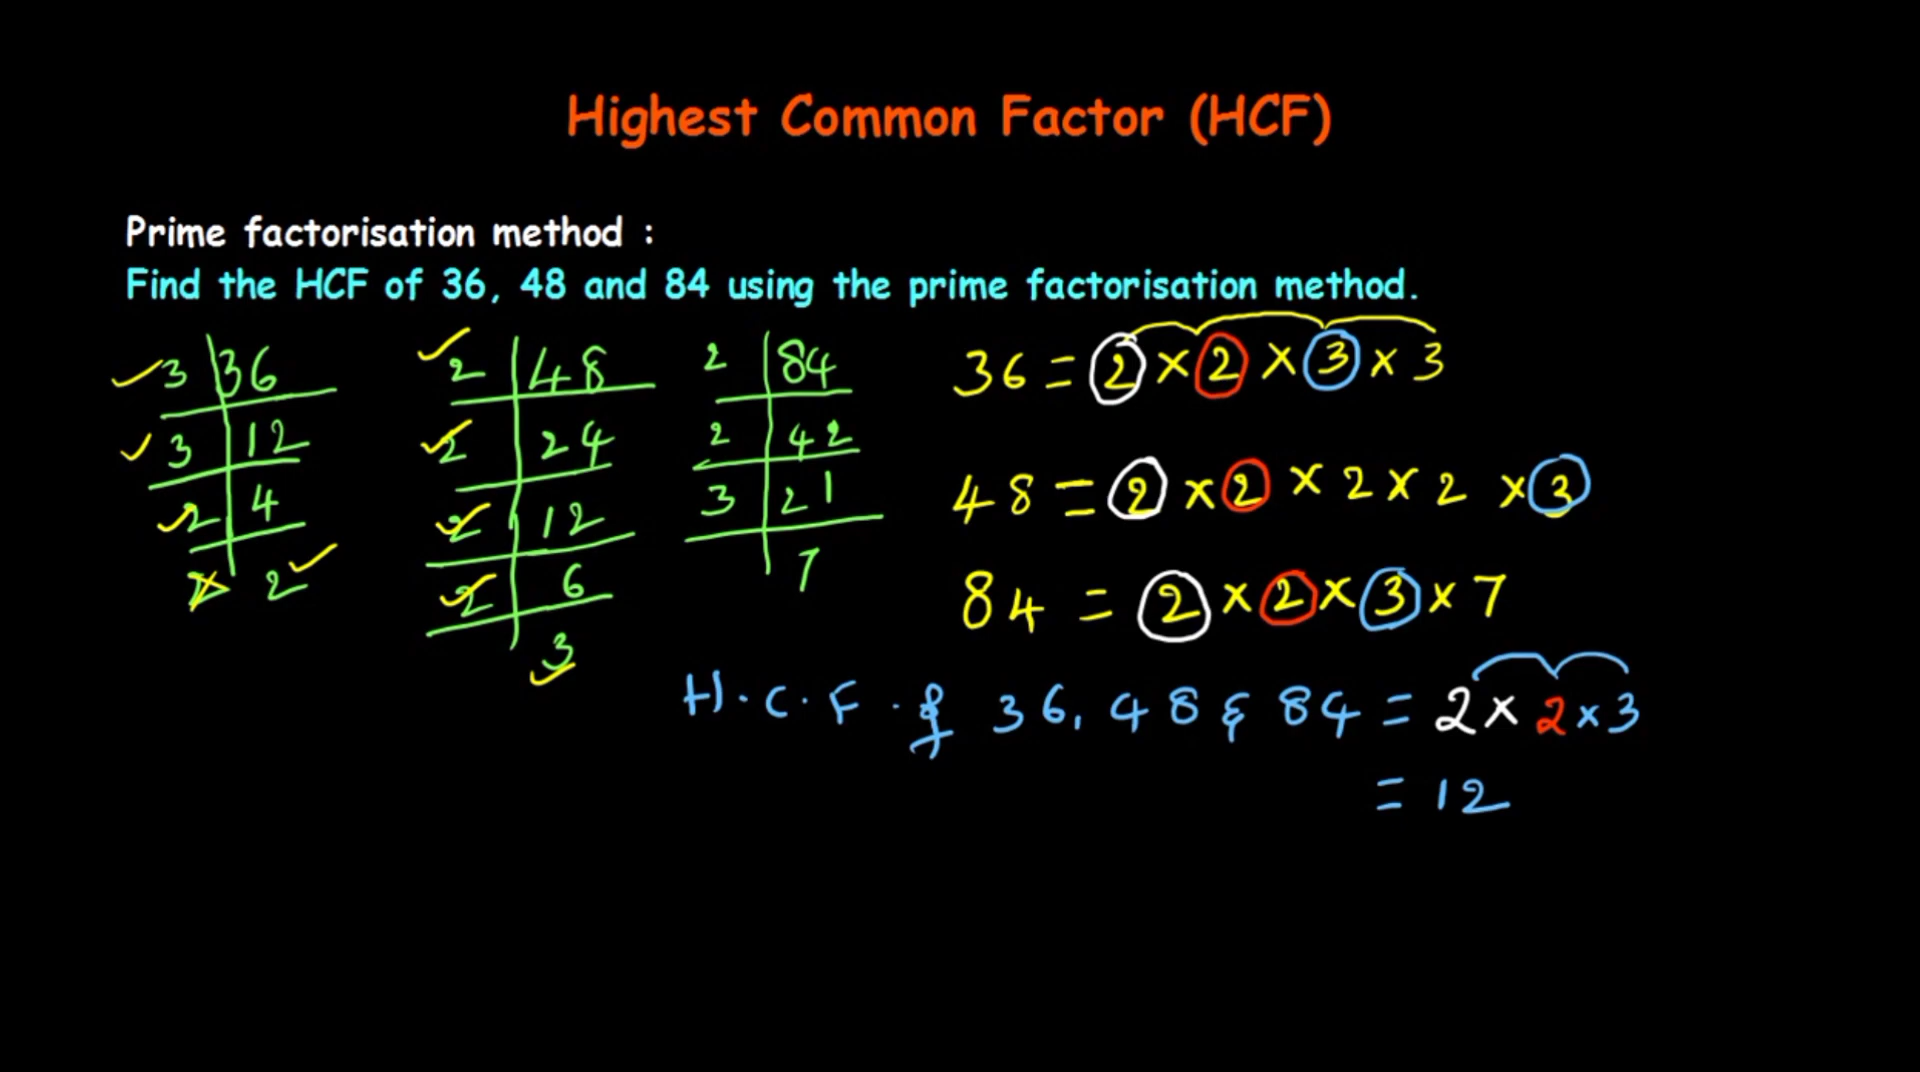 Highest Common Factor (HCF)
Prime factorisation method :
Find the HCF of 36, 48 and 84 using the prime factorisation method.
3 | 36
3 | 12
2 | 4
2
2 | 48
2 | 24
2 | 12
2 | 6
3
2 | 84
2 | 42
3 | 21
7
36 = 2 × 2 × 3 × 3
48 = 2 × 2 × 2 × 2 × 3
84 = 2 × 2 × 3 × 7
H.C.F. of 36, 48 & 84 = 2 × 2 × 3
= 12